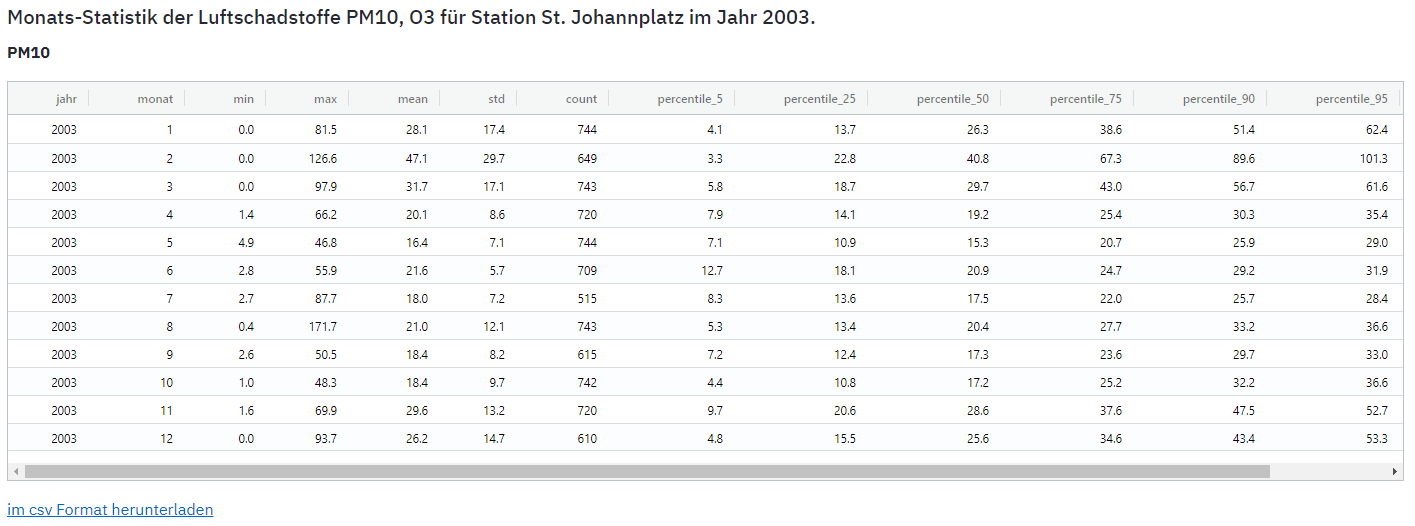 Monats-Statistik der Luftschadstoffe PM10, O3 für Station St. Johannplatz im Jahr 2003.
PM10
jahr monat min max mean std count percentile_5 percentile_25 percentile_50 percentile_75 percentile_90 percentile_95
2003 1 0.0 81.5 28.1 17.4 744 4.1 13.7 26.3 38.6 51.4 62.4
2003 2 0.0 126.6 47.1 29.7 649 3.3 22.8 40.8 67.3 89.6 101.3
2003 3 0.0 97.9 31.7 17.1 743 5.8 18.7 29.7 43.0 56.7 61.6
2003 4 1.4 66.2 20.1 8.6 720 7.9 14.1 19.2 25.4 30.3 35.4
2003 5 4.9 46.8 16.4 7.1 744 7.1 10.9 15.3 20.7 25.9 29.0
2003 6 2.8 55.9 21.6 5.7 709 12.7 18.1 20.9 24.7 29.2 31.9
2003 7 2.7 87.7 18.0 7.2 515 8.3 13.6 17.5 22.0 25.7 28.4
2003 8 0.4 171.7 21.0 12.1 743 5.3 13.4 20.4 27.7 33.2 36.6
2003 9 2.6 50.5 18.4 8.2 615 7.2 12.4 17.3 23.6 29.7 33.0
2003 10 1.0 48.3 18.4 9.7 742 4.4 10.8 17.2 25.2 32.2 36.6
2003 11 1.6 69.9 29.6 13.2 720 9.7 20.6 28.6 37.6 47.5 52.7
2003 12 0.0 93.7 26.2 14.7 610 4.8 15.5 25.6 34.6 43.4 53.3
im csv Format herunterladen